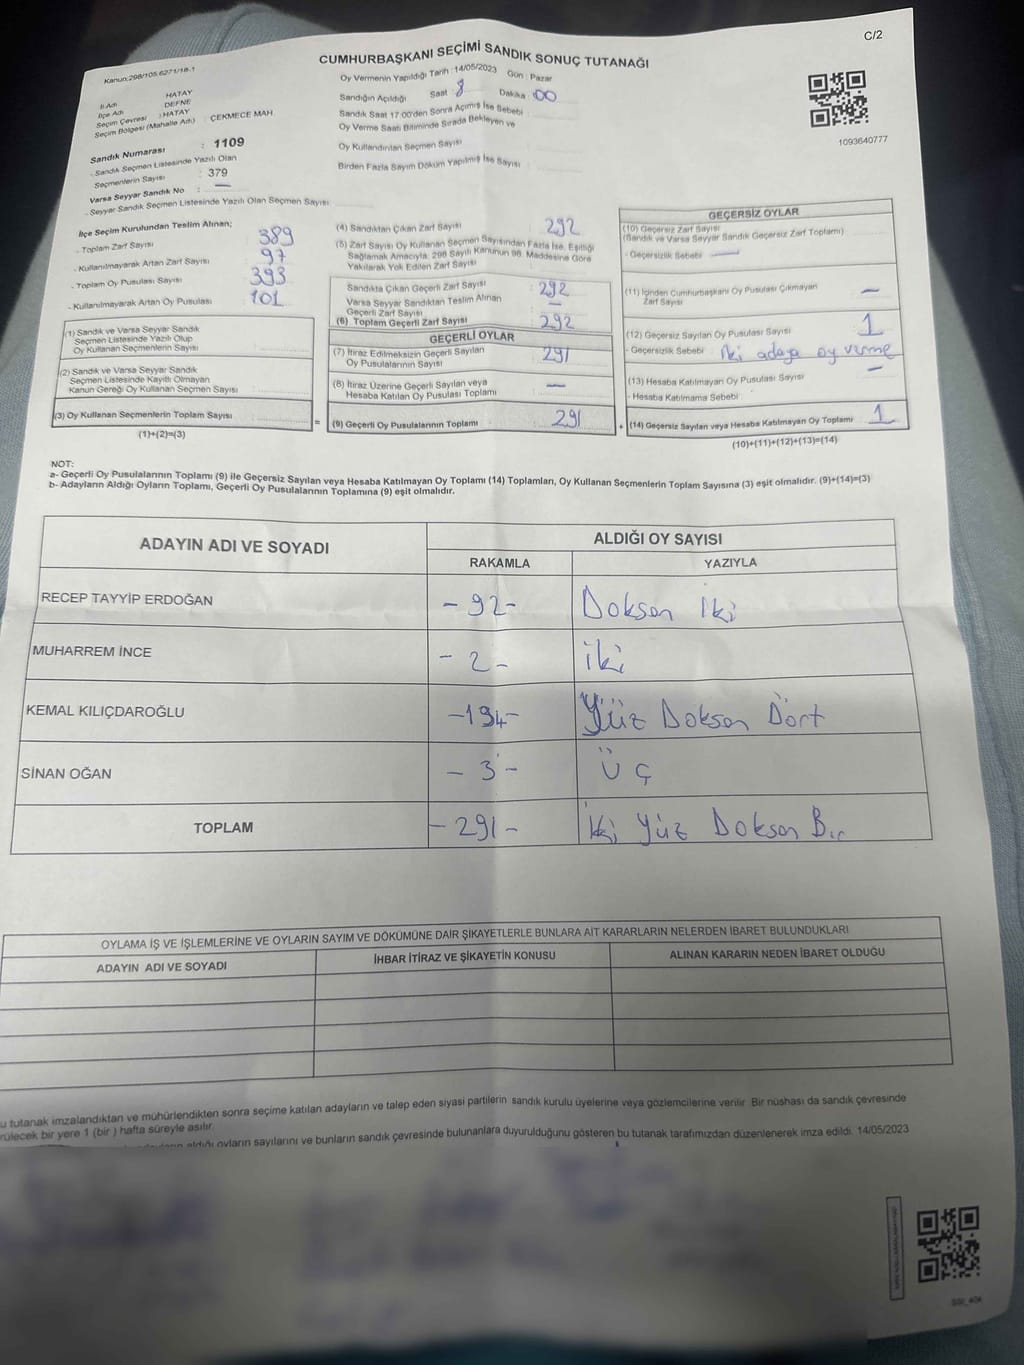 C/2
Kanun:298/105,6271/18-1
CUMHURBAŞKANI SEÇİMİ SANDIK SONUÇ TUTANAĞI
İl Adı : HATAY
İlçe Adı : DEFNE
Seçim Çevresi : HATAY
Seçim Bölgesi (Mahalle Adı) : ÇEKMECE MAH
Sandık Numarası : 1109
- Sandık Seçmen Listesinde Yazılı Olan
Seçmenlerin Sayısı : 379
Varsa Seyyar Sandık No : —
- Seyyar Sandık Seçmen Listesinde Yazılı Olan Seçmen Sayısı
Oy Vermenin Yapıldığı Tarih : 14/05/2023 Gün : Pazar
Sandığın Açıldığı Saat : 8 Dakika : 00
Sandık Saat 17:00'den Sonra Açımış İse Sebebi :
Oy Verme Saati Bitiminde Sırada Bekleyen ve
Oy Kullandırılan Seçmen Sayısı
Birden Fazla Sayım Döküm Yapılmış İse Sayısı
1093640777
İlçe Seçim Kurulundan Teslim Alınan;
- Toplam Zarf Sayısı : 389
- Kullanılmayarak Artan Zarf Sayısı : 97
- Toplam Oy Pusulası Sayısı : 393
- Kullanılmayarak Artan Oy Pusulası : 101
(1) Sandık ve Varsa Seyyar Sandık
Seçmen Listesinde Yazılı Olup
Oy Kullanan Seçmenlerin Sayısı
(2) Sandık ve Varsa Seyyar Sandık
Seçmen Listesinde Kayıtlı Olmayan
Kanun Gereği Oy Kullanan Seçmen Sayısı
(3) Oy Kullanan Seçmenlerin Toplam Sayısı
(1)+(2)=(3)
=
(4) Sandıktan Çıkan Zarf Sayısı : 292
(5) Zarf Sayısı Oy Kullanan Seçmen Sayısından Fazla İse, Eşitliği
Sağlamak Amacıyla; 298 Sayılı Kanunun 98. Maddesine Göre
Yakılarak Yok Edilen Zarf Sayısı
Sandıkta Çıkan Geçerli Zarf Sayısı : 292
Varsa Seyyar Sandıktan Teslim Alınan
Geçerli Zarf Sayısı : —
(6) Toplam Geçerli Zarf Sayısı : 292
GEÇERLİ OYLAR
(7) İtiraz Edilmeksizin Geçerli Sayılan
Oy Pusulalarının Sayısı : 291
(8) İtiraz Üzerine Geçerli Sayılan veya
Hesaba Katılan Oy Pusulası Toplamı : —
(9) Geçerli Oy Pusulalarının Toplamı : 291
+
GEÇERSİZ OYLAR
(10) Geçersiz Zarf Sayısı
(Sandık ve Varsa Seyyar Sandık Geçersiz Zarf Toplamı)
- Geçersizlik Sebebi : —
(11) İçinden Cumhurbaşkanı Oy Pusulası Çıkmayan
Zarf Sayısı —
(12) Geçersiz Sayılan Oy Pusulası Sayısı : 1
- Geçersizlik Sebebi : İki adaya oy verme
(13) Hesaba Katılmayan Oy Pusulası Sayısı : —
- Hesaba Katılmama Sebebi :
(14) Geçersiz Sayılan veya Hesaba Katılmayan Oy Toplamı : 1
(10)+(11)+(12)+(13)=(14)
NOT:
a- Geçerli Oy Pusulalarının Toplamı (9) ile Geçersiz Sayılan veya Hesaba Katılmayan Oy Toplamı (14) Toplamları, Oy Kullanan Seçmenlerin Toplam Sayısına (3) eşit olmalıdır. (9)+(14)=(3)
b- Adayların Aldığı Oyların Toplamı, Geçerli Oy Pusulalarının Toplamına (9) eşit olmalıdır.
ADAYIN ADI VE SOYADI
ALDIĞI OY SAYISI
RAKAMLA YAZIYLA
RECEP TAYYİP ERDOĞAN -92- Doksan İki
MUHARREM İNCE -2- İki
KEMAL KILIÇDAROĞLU -194- Yüz Doksan Dört
SİNAN OĞAN -3- ÜÇ
TOPLAM -291- İki Yüz Doksan Bir
OYLAMA İŞ VE İŞLEMLERİNE VE OYLARIN SAYIM VE DÖKÜMÜNE DAİR ŞİKAYETLERLE BUNLARA AİT KARARLARIN NELERDEN İBARET BULUNDUKLARI
ADAYIN ADI VE SOYADI İHBAR İTİRAZ VE ŞİKAYETİN KONUSU ALINAN KARARIN NEDEN İBARET OLDUĞU
u tutanak imzalandıktan ve mühürlendikten sonra seçime katılan adayların ve talep eden siyasi partilerin sandık kurulu üyelerine veya gözlemcilerine verilir. Bir nüshası da sandık çevresinde
rülecek bir yere 1 (bir ) hafta süreyle asılır.
aldığı oyların sayılarını ve bunların sandık çevresinde bulunanlara duyurulduğunu gösteren bu tutanak tarafımızdan düzenlenerek imza edildi. 14/05/2023